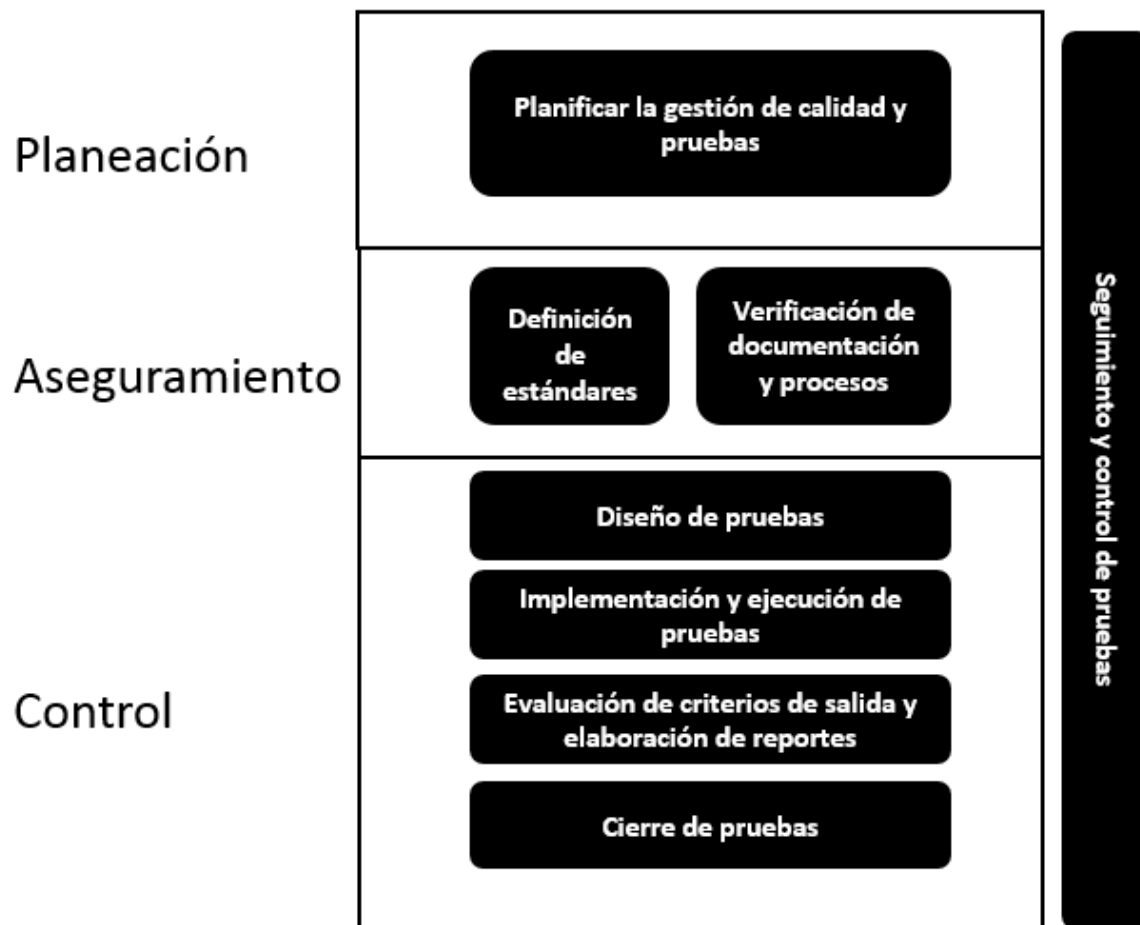 Planeación
Planificar la gestión de calidad y
pruebas
Aseguramiento
Definición
de
estándares
Verificación de
documentación
y procesos
Control
Diseño de pruebas
Implementación y ejecución de
pruebas
Evaluación de criterios de salida y
elaboración de reportes
Cierre de pruebas
Seguimiento y control de pruebas